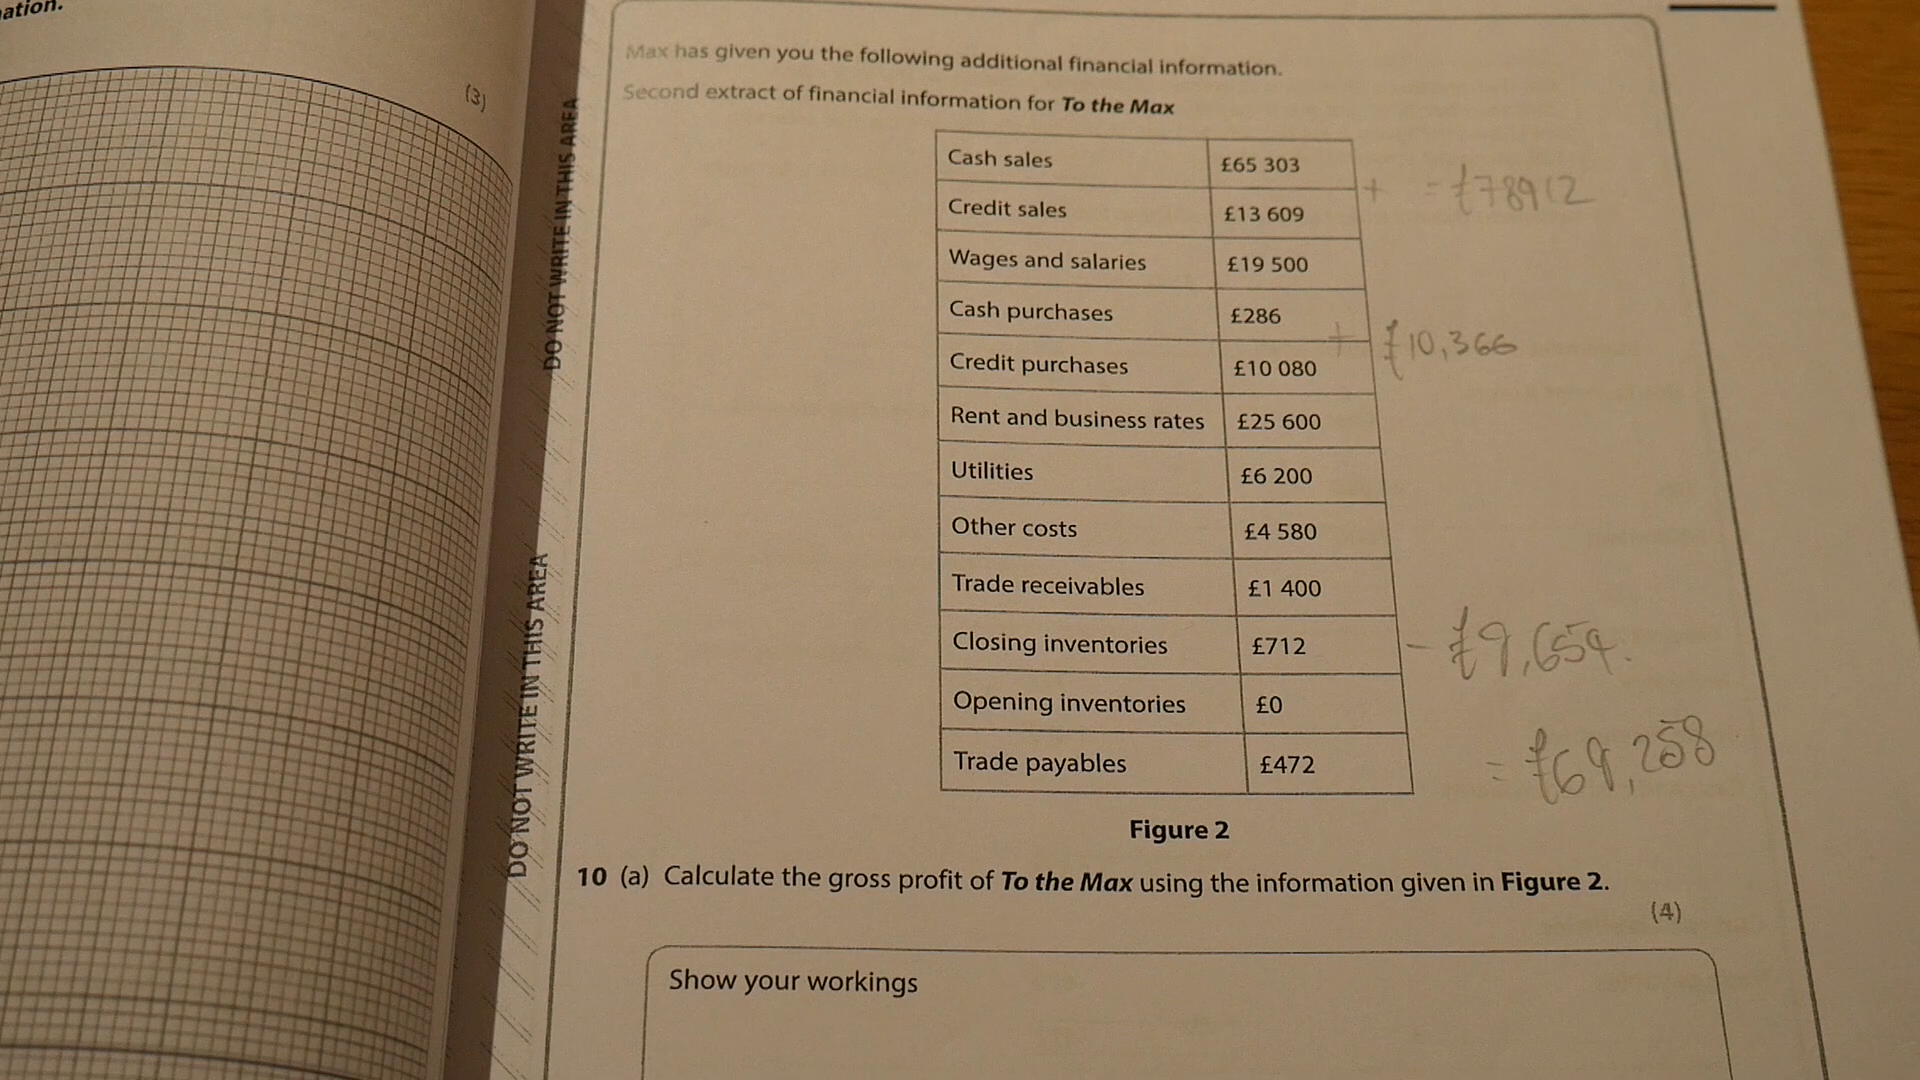 ation.
(3)
DO NOT WRITE IN THIS AREA
DO NOT WRITE IN THIS AREA
Max has given you the following additional financial information.
Second extract of financial information for To the Max
Cash sales £65 303
+ = £78912
Credit sales £13 609
Wages and salaries £19 500
Cash purchases £286
+ £10,366
Credit purchases £10 080
Rent and business rates £25 600
Utilities £6 200
Other costs £4 580
Trade receivables £1 400
Closing inventories £712 - £9,654.
Opening inventories £0
Trade payables £472 = £69,258
Figure 2
10 (a) Calculate the gross profit of To the Max using the information given in Figure 2.
(4)
Show your workings